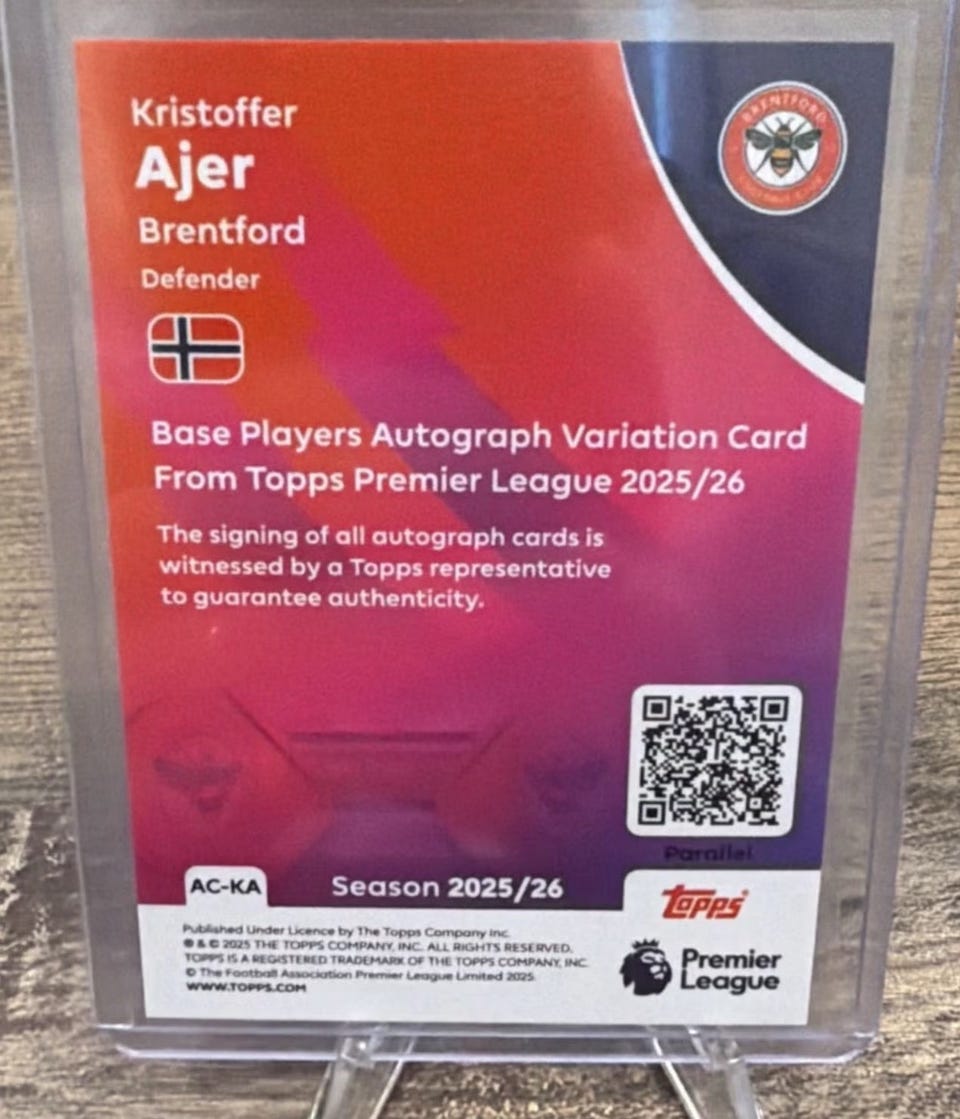 Kristoffer
Ajer
Brentford
Defender
BRENTFORD
Base Players Autograph Variation Card
From Topps Premier League 2025/26
The signing of all autograph cards is
witnessed by a Topps representative
to guarantee authenticity.
Parallel
AC-KA
Season 2025/26
Topps
Published Under Licence by The Topps Company Inc.
® & © 2025 THE TOPPS COMPANY, INC. ALL RIGHTS RESERVED.
TOPPS IS A REGISTERED TRADEMARK OF THE TOPPS COMPANY, INC.
© The Football Association Premier League Limited 2025.
WWW.TOPPS.COM
Premier
League